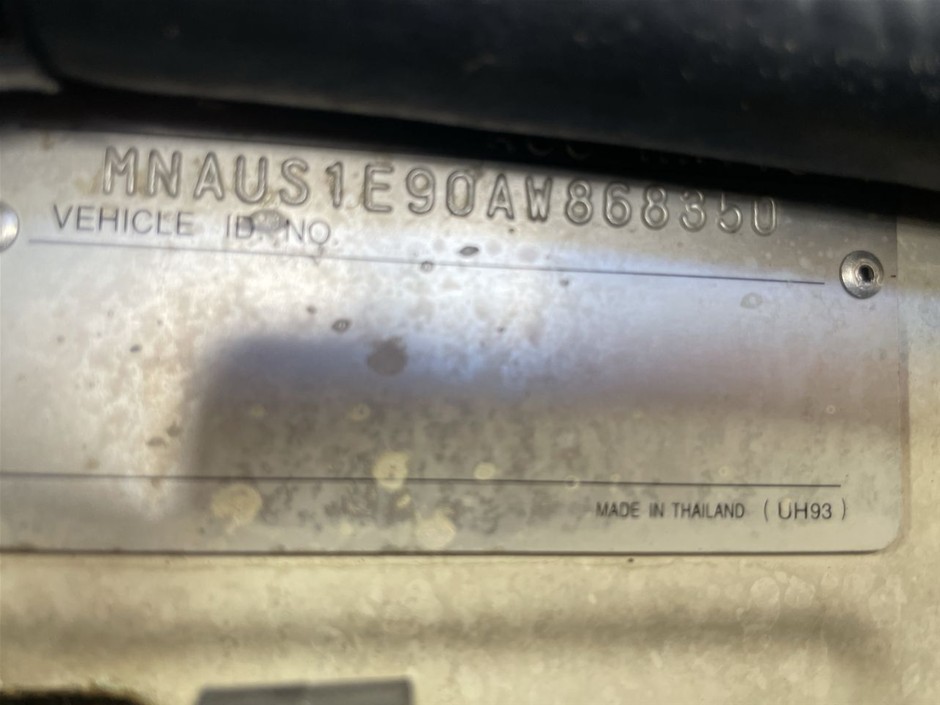 MNAUS1E90AW868350
VEHICLE ID. NO.
MADE IN THAILAND (UH93)